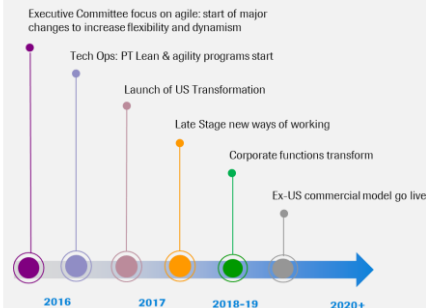 Executive Committee focus on agile: start of major
changes to increase flexibility and dynamism
Tech Ops: PT Lean & agility programs start
Launch of US Transformation
Late Stage new ways of working
Corporate functions transform
Ex-US commercial model go live
2016
2017
2018-19
2020+